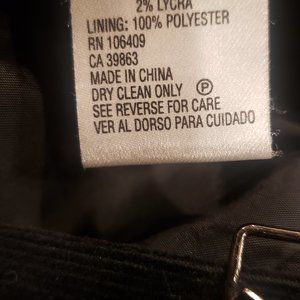 2% LYCRA
LINING: 100% POLYESTER
RN 106409
CA 39863
MADE IN CHINA
DRY CLEAN ONLY Ⓟ
SEE REVERSE FOR CARE
VER AL DORSO PARA CUIDADO